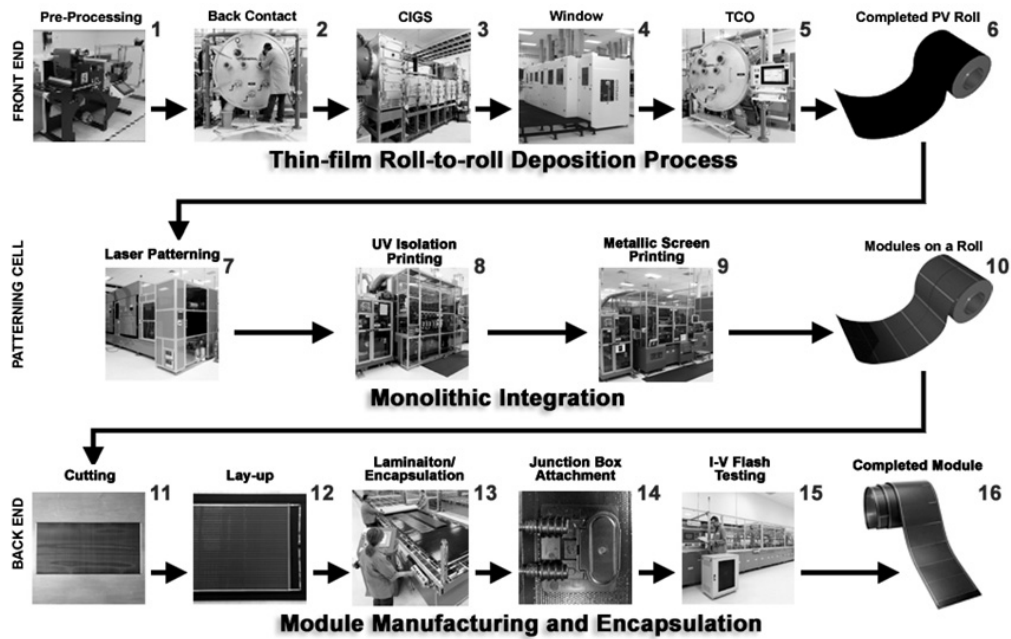 FRONT END
Pre-Processing
1
Back Contact
2
CIGS
3
Window
4
TCO
5
Completed PV Roll
6
Thin-film Roll-to-roll Deposition Process
PATTERNING CELL
Laser Patterning
7
UV Isolation
Printing
8
Metallic Screen
Printing
9
Modules on a Roll
10
Monolithic Integration
BACK END
Cutting
11
Lay-up
12
Laminaiton/
Encapsulation
13
Junction Box
Attachment
14
I-V Flash
Testing
15
Completed Module
16
Module Manufacturing and Encapsulation